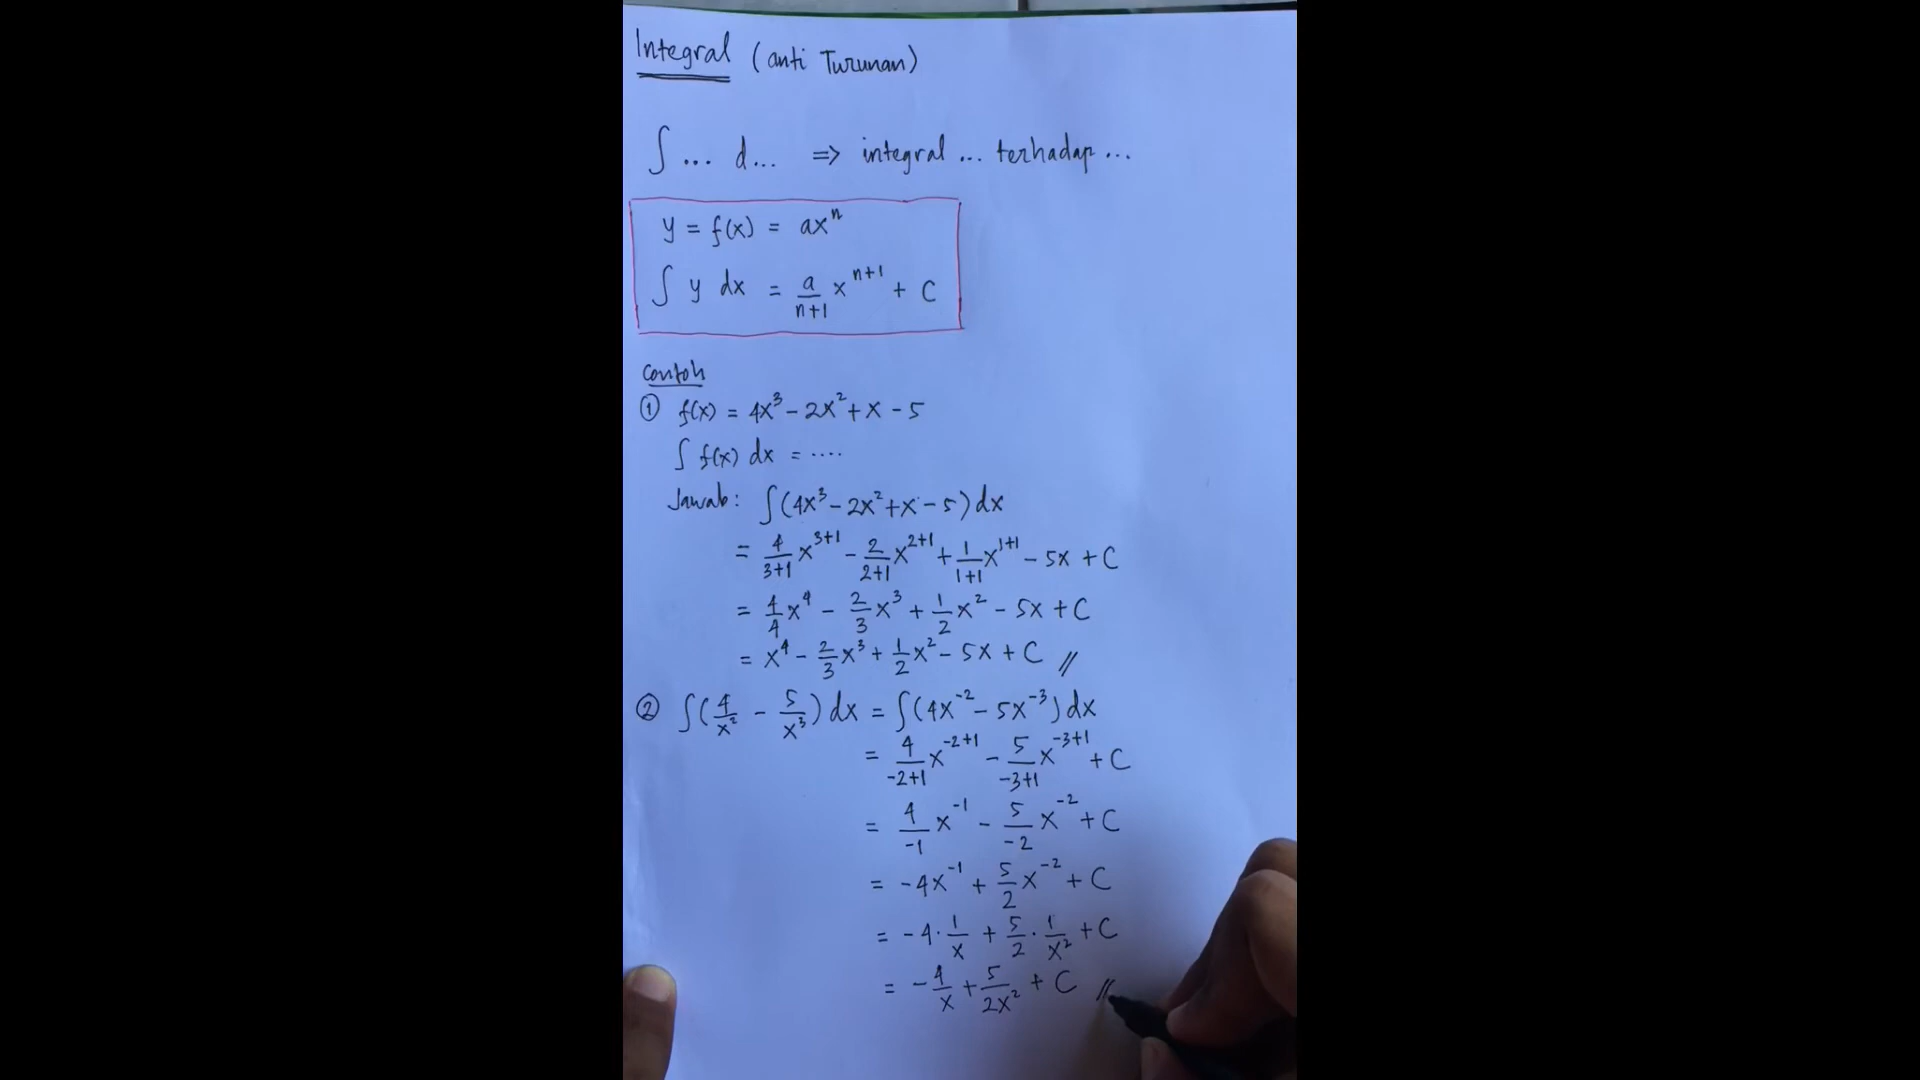 Integral (anti Turunan)
∫ ... d... ⇒ integral ... terhadap ...
y = f(x) = ax^n
∫ y dx = a/(n+1) x^(n+1) + C
Contoh
① f(x) = 4x³ - 2x² + x - 5
∫ f(x) dx = ....
Jawab: ∫(4x³ - 2x² + x - 5) dx
= 4/(3+1) x^(3+1) - 2/(2+1) x^(2+1) + 1/(1+1) x^(1+1) - 5x + C
= 4/4 x⁴ - 2/3 x³ + 1/2 x² - 5x + C
= x⁴ - 2/3 x³ + 1/2 x² - 5x + C //
② ∫(4/x² - 5/x³) dx = ∫(4x⁻² - 5x⁻³) dx
= 4/(-2+1) x^(-2+1) - 5/(-3+1) x^(-3+1) + C
= 4/-1 x⁻¹ - 5/-2 x⁻² + C
= -4x⁻¹ + 5/2 x⁻² + C
= -4 · 1/x + 5/2 · 1/x² + C
= -4/x + 5/2x² + C //